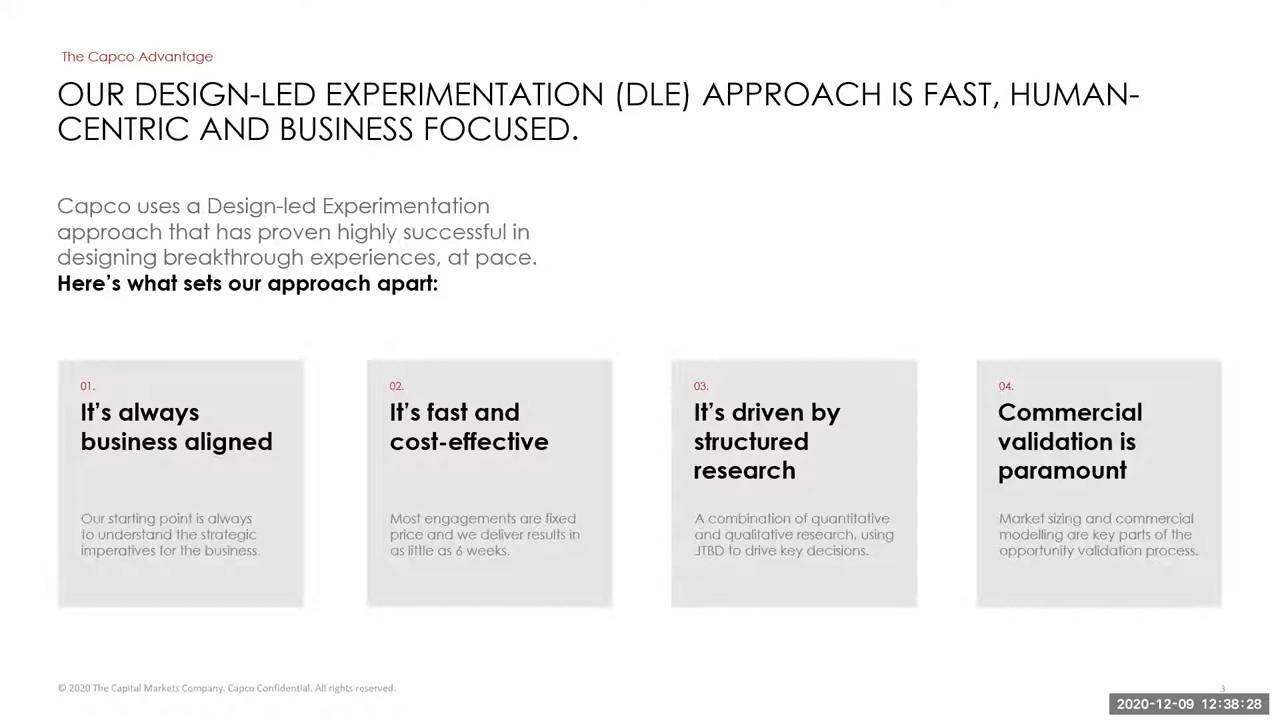 The Capco Advantage
OUR DESIGN-LED EXPERIMENTATION (DLE) APPROACH IS FAST, HUMAN-
CENTRIC AND BUSINESS FOCUSED.
Capco uses a Design-led Experimentation
approach that has proven highly successful in
designing breakthrough experiences, at pace.
Here's what sets our approach apart:
01.
It's always
business aligned
Our starting point is always
to understand the strategic
imperatives for the business.
02.
It's fast and
cost-effective
Most engagements are fixed
price and we deliver results in
as little as 6 weeks.
03.
It's driven by
structured
research
A combination of quantitative
and qualitative research, using
JTBD to drive key decisions.
04.
Commercial
validation is
paramount
Market sizing and commercial
modelling are key parts of the
opportunity validation process.
© 2020 The Capital Markets Company. Capco Confidential. All rights reserved.
3
2020-12-09 12:38:28